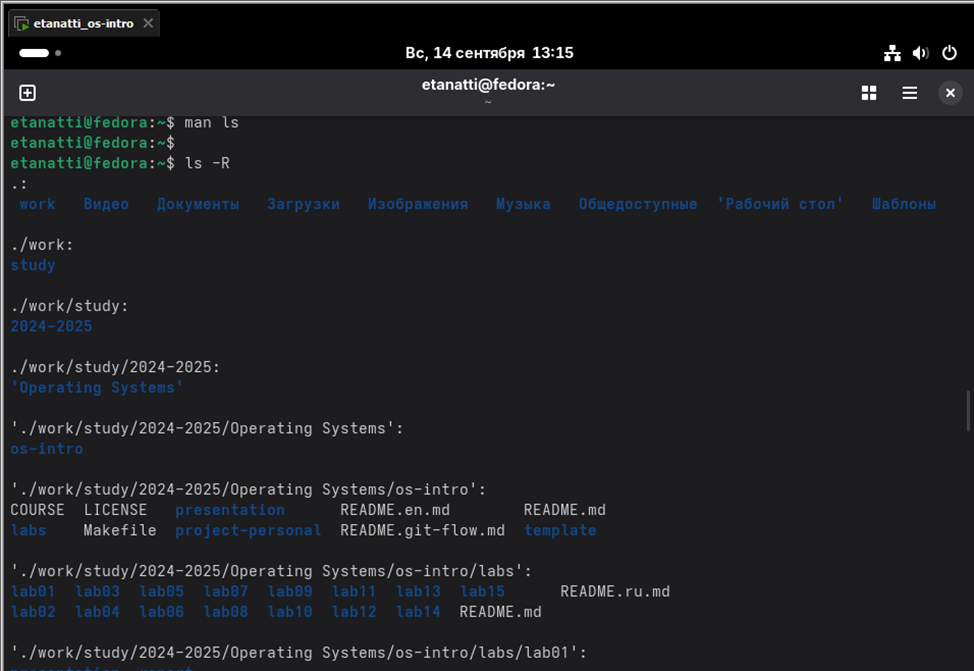 etanatti_os-intro
Вс, 14 сентября 13:15
etanatti@fedora:~
~
etanatti@fedora:~$ man ls
etanatti@fedora:~$
etanatti@fedora:~$ ls -R
.:
work Видео Документы Загрузки Изображения Музыка Общедоступные 'Рабочий стол' Шаблоны
./work:
study
./work/study:
2024-2025
./work/study/2024-2025:
'Operating Systems'
'./work/study/2024-2025/Operating Systems':
os-intro
'./work/study/2024-2025/Operating Systems/os-intro':
COURSE LICENSE presentation README.en.md README.md
labs Makefile project-personal README.git-flow.md template
'./work/study/2024-2025/Operating Systems/os-intro/labs':
lab01 lab03 lab05 lab07 lab09 lab11 lab13 lab15 README.ru.md
lab02 lab04 lab06 lab08 lab10 lab12 lab14 README.md
'./work/study/2024-2025/Operating Systems/os-intro/labs/lab01':